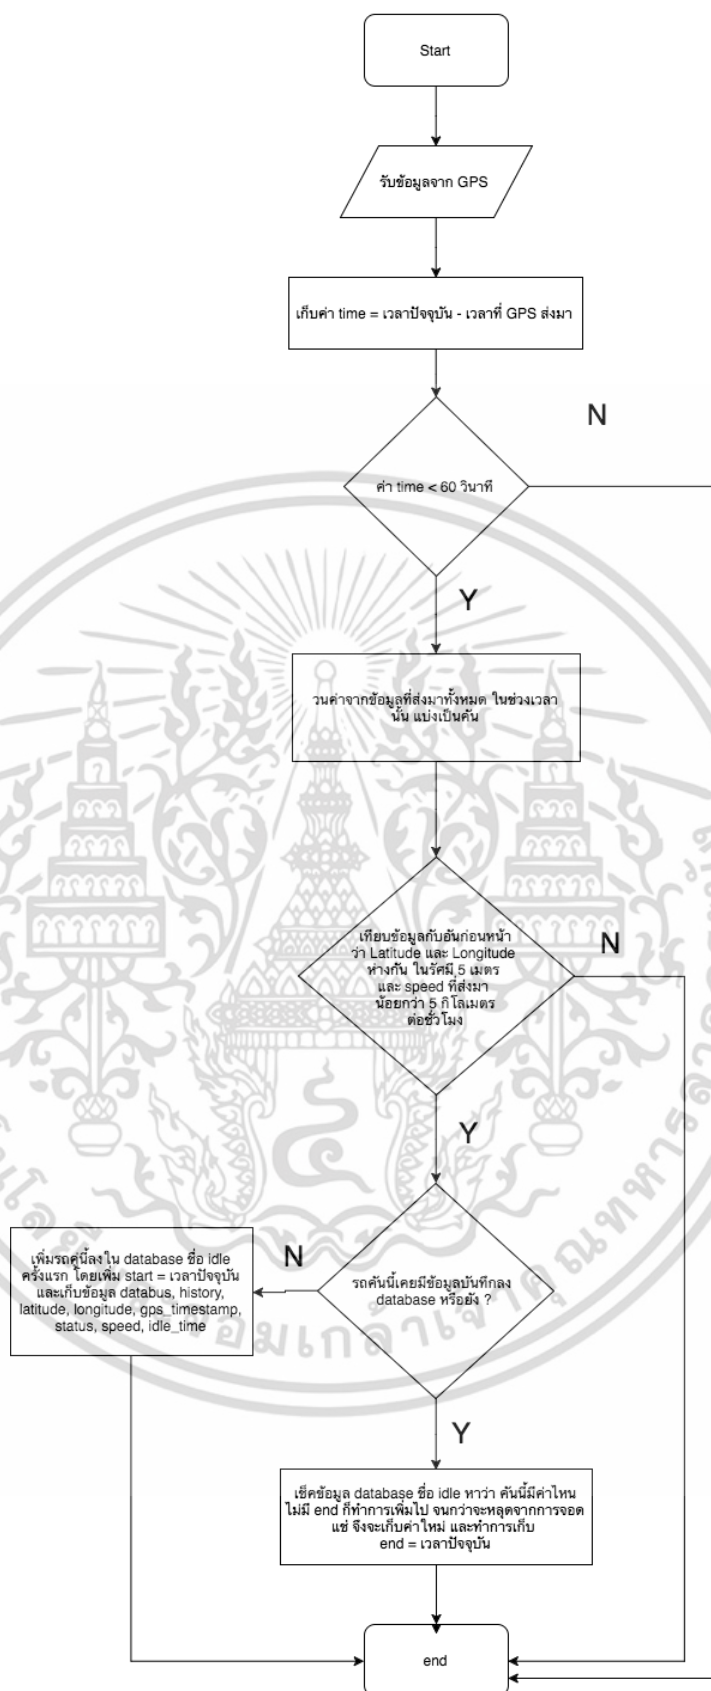 Start
รับข้อมูลจาก GPS
เก็บค่า time = เวลาปัจจุบัน - เวลาที่ GPS ส่งมา
N
ค่า time < 60 วินาที
Y
วนค่าจากข้อมูลที่ส่งมาทั้งหมด ในช่วงเวลา
นั้น แบ่งเป็นคัน
เทียบข้อมูลกับอันก่อนหน้า
ว่า Latitude และ Longitude
ห่างกัน ในรัศมี 5 เมตร
และ speed ที่ส่งมา
น้อยกว่า 5 กิโลเมตร
ต่อชั่วโมง
N
Y
เพิ่มรถคู่นี้ลงใน database ชื่อ idle
ครั้งแรก โดยเพิ่ม start = เวลาปัจจุบัน
และเก็บข้อมูล databus, history,
latitude, longitude, gps_timestamp,
status, speed, idle_time
N
รถคันนี้เคยมีข้อมูลบันทึกลง
database หรือยัง ?
Y
เช็คข้อมูล database ชื่อ idle หาว่า คันนี้มีค่าไหน
ไม่มี end ก็ทำการเพิ่มไป จนกว่าจะหลุดจากการจอด
แช่ จึงจะเก็บค่าใหม่ และทำการเก็บ
end = เวลาปัจจุบัน
end